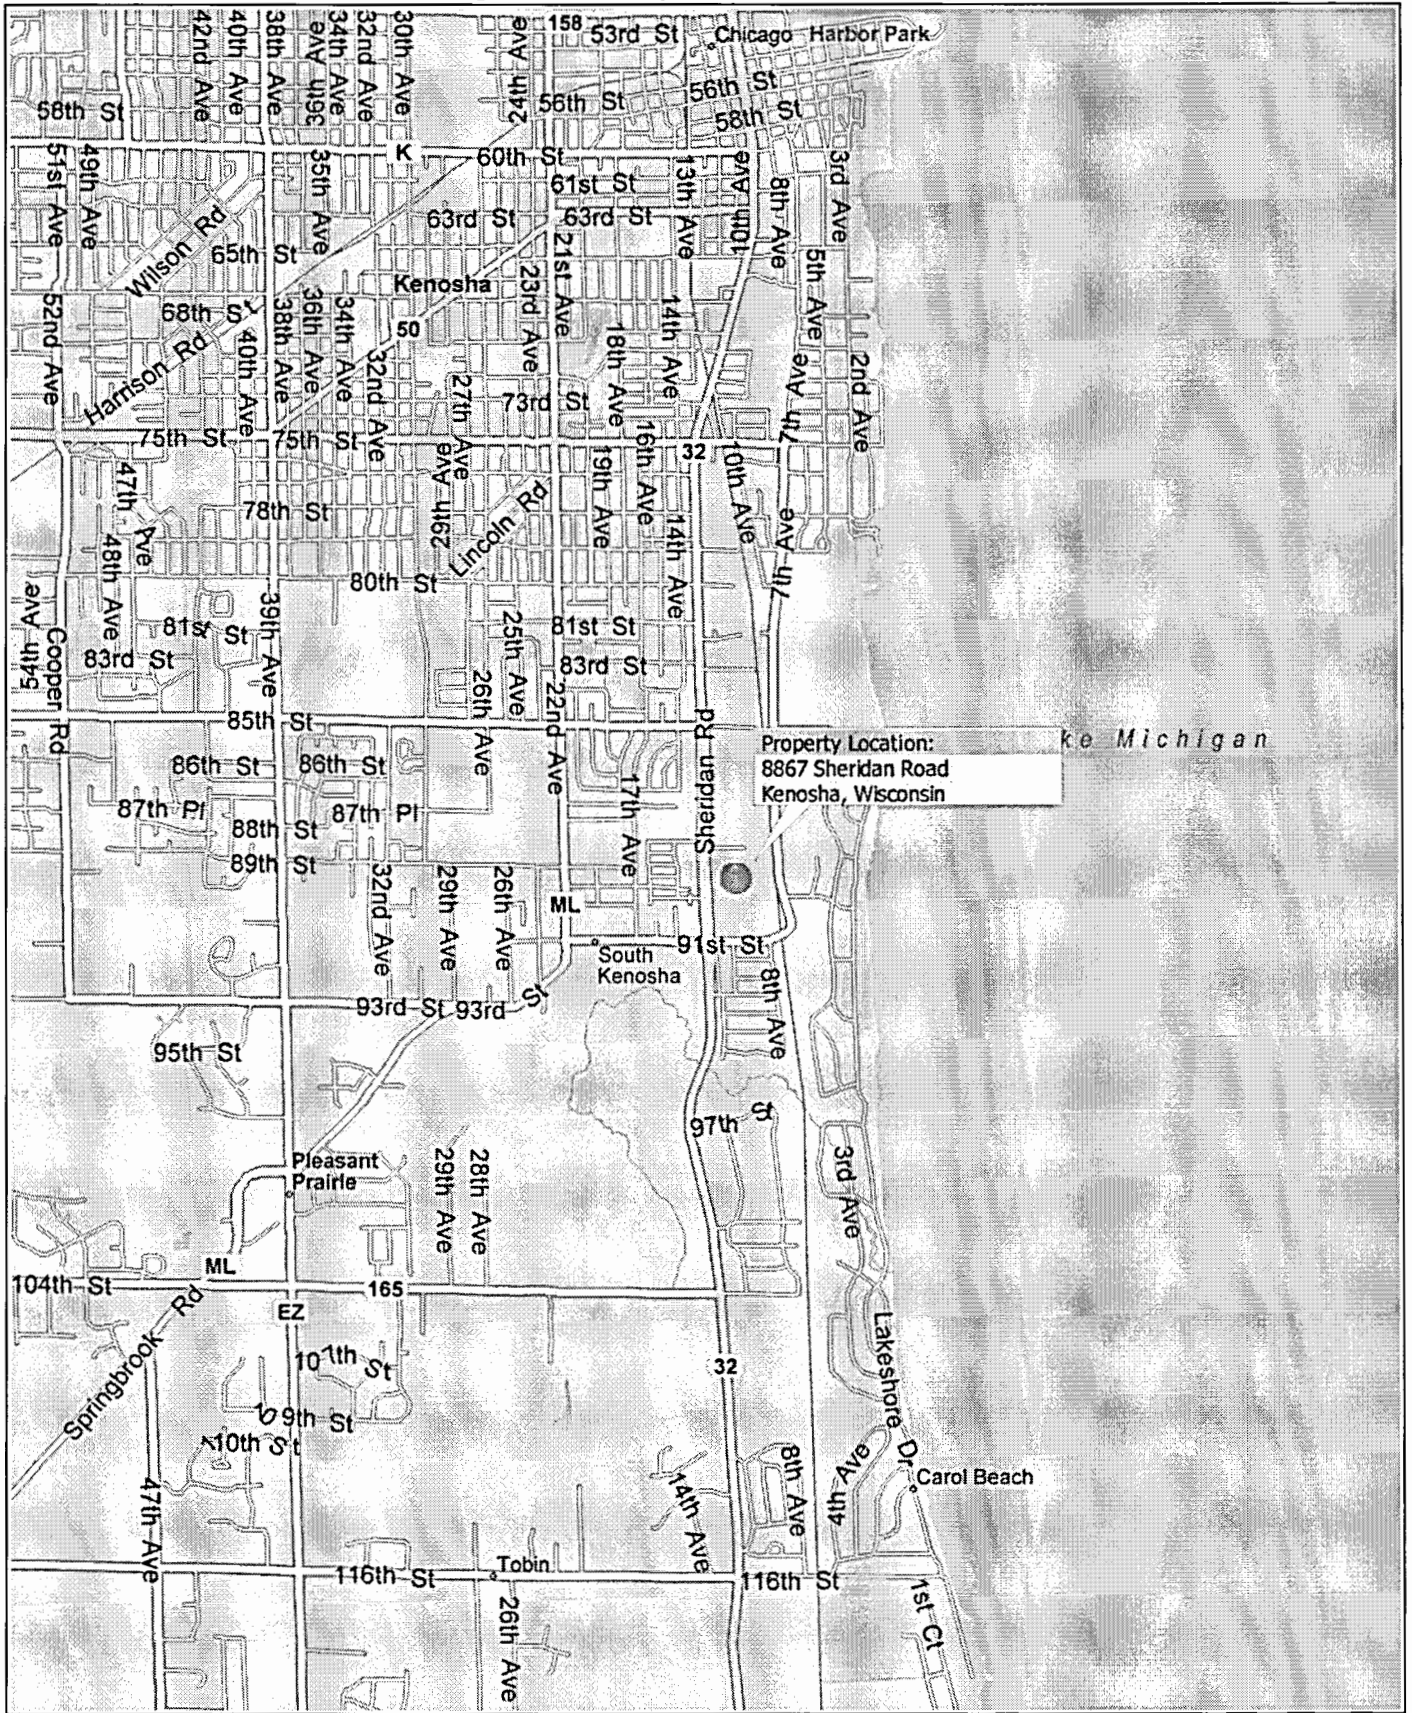 158
53rd St
Chicago
Harbor Park
42nd Ave
40th Ave
38th Ave
36th Ave
34th Ave
32nd Ave
30th Ave
24th Ave
56th St
56th St
58th St
58th St
K
60th St
51st Ave
49th Ave
35th Ave
13th Ave
10th Ave
8th Ave
3rd Ave
61st St
63rd St
63rd St
Wilson Rd
65th St
21st Ave
5th Ave
Kenosha
23rd Ave
52nd Ave
68th St
38th Ave
36th Ave
34th Ave
50
14th Ave
18th Ave
Harrison Rd
40th Ave
32nd Ave
27th Ave
73rd St
7th Ave
2nd Ave
75th St
75th St
16th Ave
32
10th Ave
47th Ave
29th Ave
19th Ave
78th St
Lincoln Rd
14th Ave
7th Ave
48th Ave
80th St
54th Ave
39th Ave
81st St
25th Ave
81st St
Cooper Rd
83rd St
83rd St
26th Ave
22nd Ave
85th St
Sheridan Rd
Property Location:
8867 Sheridan Road
Kenosha, Wisconsin
ke Michigan
86th St
86th St
17th Ave
87th Pl
87th Pl
88th St
89th St
32nd Ave
29th Ave
26th Ave
ML
South
Kenosha
91st St
8th Ave
93rd St
93rd St
95th St
97th St
Pleasant
Prairie
29th Ave
28th Ave
3rd Ave
ML
104th St
165
Springbrook Rd
EZ
Lakeshore Dr
107th St
32
109th St
110th St
47th Ave
14th Ave
8th Ave
4th Ave
Carol Beach
116th St
Tobin
116th St
26th Ave
1st Ct